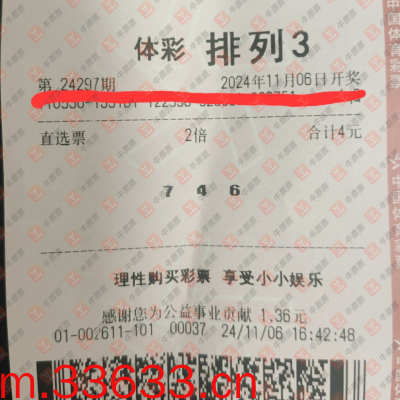 体彩 排列3
第 24297期 2024年11月06日开奖
直选票 2倍 合计4元
7 4 6
理性购买彩票 享受小小娱乐
感谢您为公益事业贡献 1.36元
01-002611-101 00037 24/11/06 16:42:48
m.33633.cn